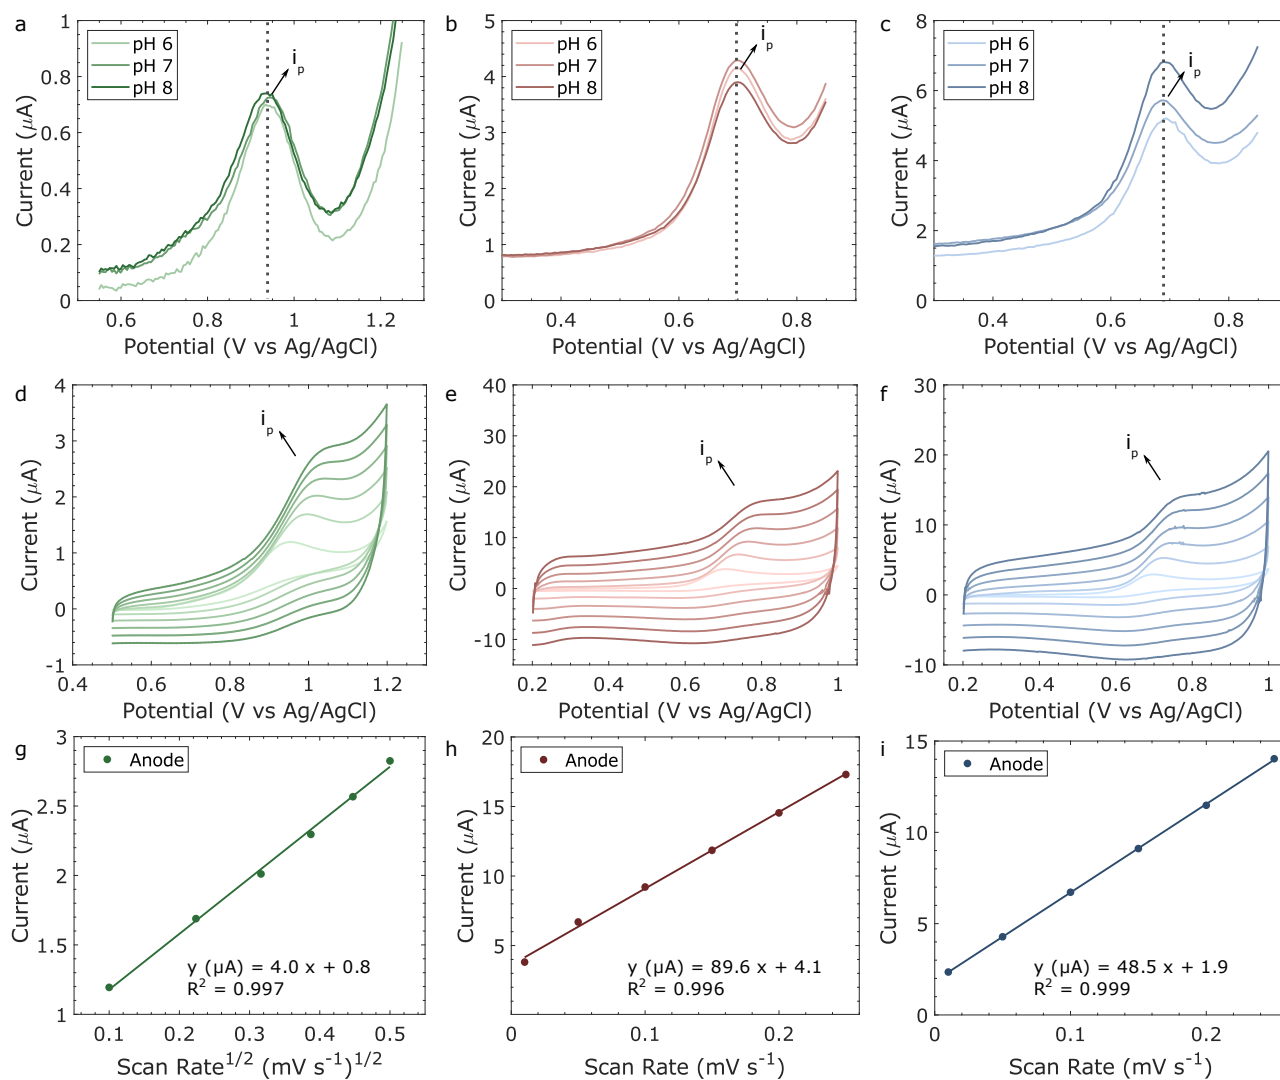 a
pH 6
pH 7
pH 8
i_p
1
0.8
0.6
0.4
0.2
0
0.6 0.8 1 1.2
Current (μA)
Potential (V vs Ag/AgCl)
b
pH 6
pH 7
pH 8
i_p
5
4
3
2
1
0
0.4 0.6 0.8
Current (μA)
Potential (V vs Ag/AgCl)
c
pH 6
pH 7
pH 8
i_p
8
6
4
2
0
0.4 0.6 0.8
Current (μA)
Potential (V vs Ag/AgCl)
d
i_p
4
3
2
1
0
-1
0.4 0.6 0.8 1 1.2
Current (μA)
Potential (V vs Ag/AgCl)
e
i_p
40
30
20
10
0
-10
0.2 0.4 0.6 0.8 1
Current (μA)
Potential (V vs Ag/AgCl)
f
i_p
30
20
10
0
-10
0.2 0.4 0.6 0.8 1
Current (μA)
Potential (V vs Ag/AgCl)
g
Anode
3
2.5
2
1.5
1
y (μA) = 4.0 x + 0.8
R² = 0.997
0.1 0.2 0.3 0.4 0.5
Current (μA)
Scan Rate^1/2 (mV s⁻¹)^1/2
h
Anode
20
15
10
5
y (μA) = 89.6 x + 4.1
R² = 0.996
0 0.1 0.2
Current (μA)
Scan Rate (mV s⁻¹)
i
Anode
15
10
5
0
y (μA) = 48.5 x + 1.9
R² = 0.999
0 0.1 0.2
Current (μA)
Scan Rate (mV s⁻¹)